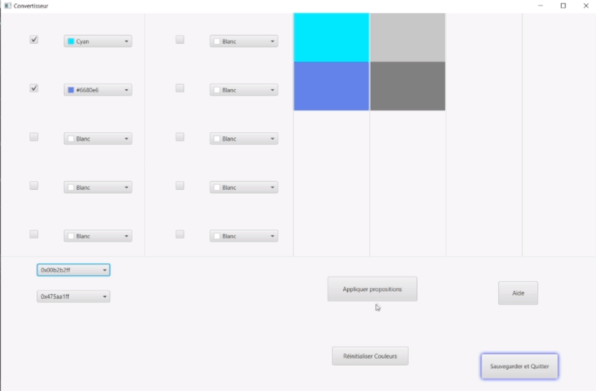 Convertisseur
Cyan
Blanc
#6680e6
Blanc
Blanc
Blanc
Blanc
Blanc
Blanc
Blanc
0x00b2b2ff
0x475aa1ff
Appliquer propositions
Aide
Réinitialiser Couleurs
Sauvegarder et Quitter